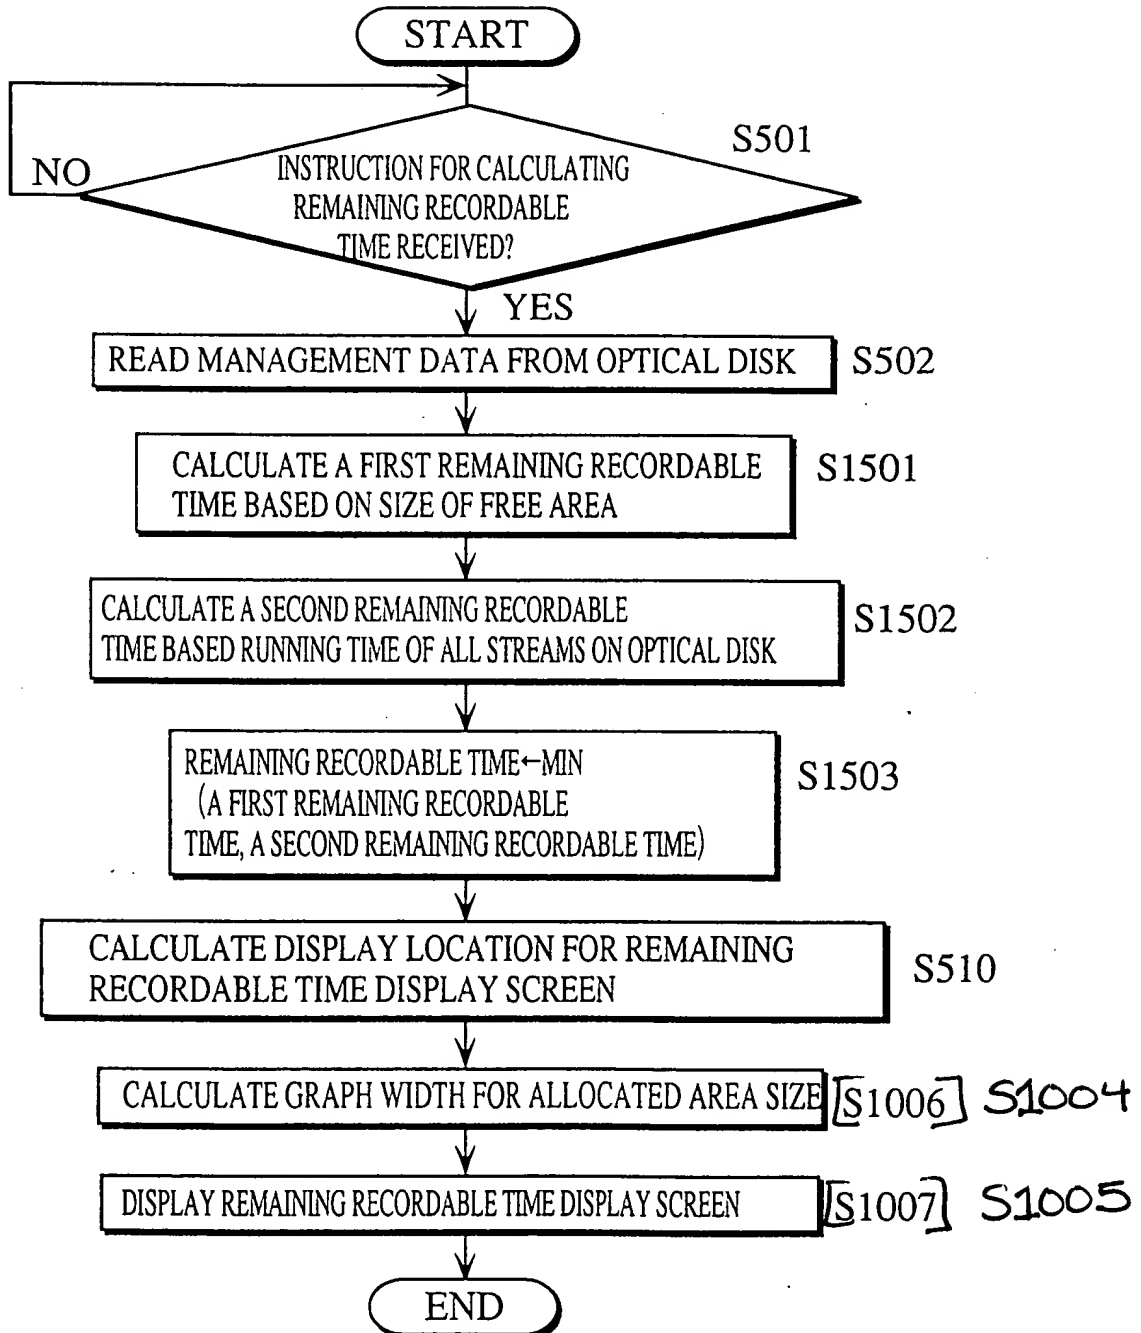 START
S501
NO
INSTRUCTION FOR CALCULATING
REMAINING RECORDABLE
TIME RECEIVED?
YES
READ MANAGEMENT DATA FROM OPTICAL DISK
S502
CALCULATE A FIRST REMAINING RECORDABLE
TIME BASED ON SIZE OF FREE AREA
S1501
CALCULATE A SECOND REMAINING RECORDABLE
TIME BASED RUNNING TIME OF ALL STREAMS ON OPTICAL DISK
S1502
REMAINING RECORDABLE TIME←MIN
(A FIRST REMAINING RECORDABLE
TIME, A SECOND REMAINING RECORDABLE TIME)
S1503
CALCULATE DISPLAY LOCATION FOR REMAINING
RECORDABLE TIME DISPLAY SCREEN
S510
CALCULATE GRAPH WIDTH FOR ALLOCATED AREA SIZE
[S1006] S1004
DISPLAY REMAINING RECORDABLE TIME DISPLAY SCREEN
[S1007] S1005
END